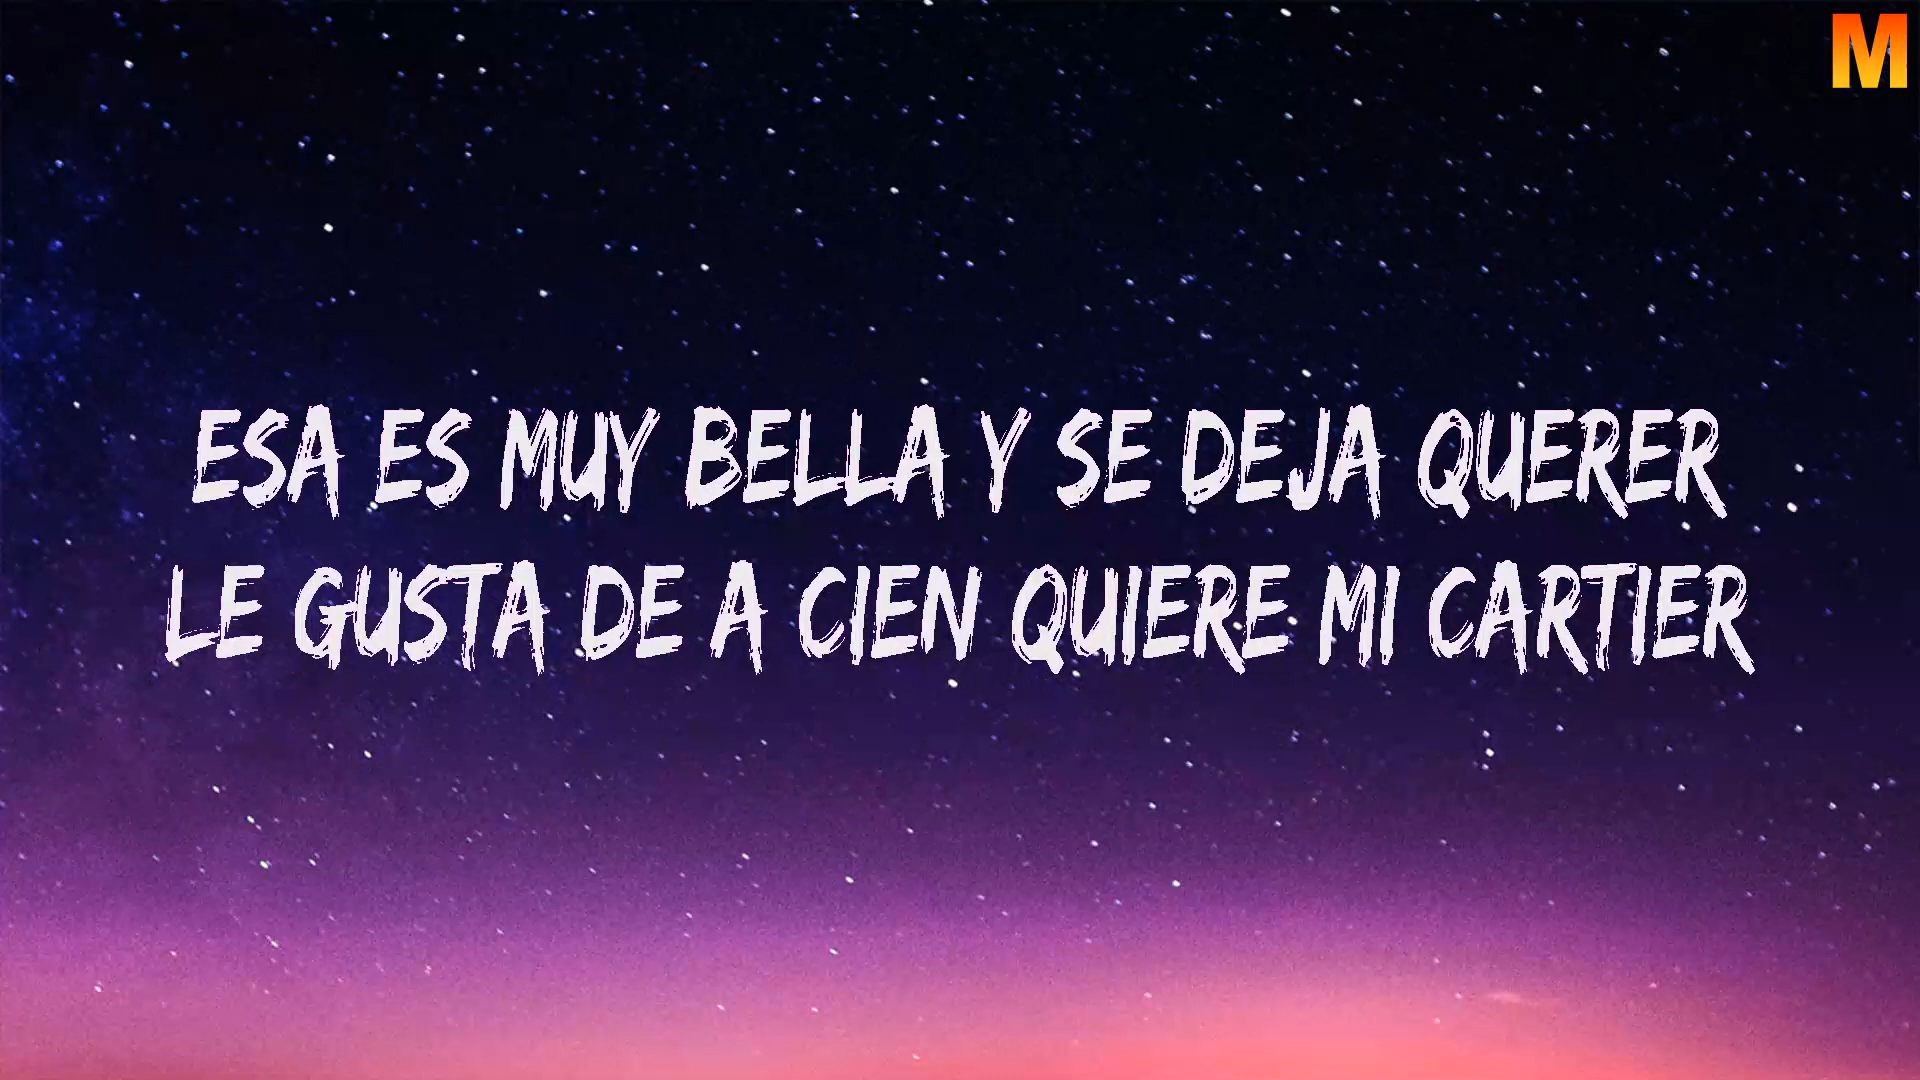 M
ESA ES MUY BELLA Y SE DEJA QUERER
LE GUSTA DE A CIEN QUIERE MI CARTIER